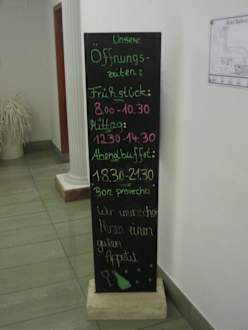 Unsere
Öffnungs-
zeiten:
Frühstück:
8.00-10.30
Mittag:
12.30-14.30
Abendbuffet:
18.30-21.30
Bon provecho
Wir wünschen
Ihnen einen
guten
Appetit